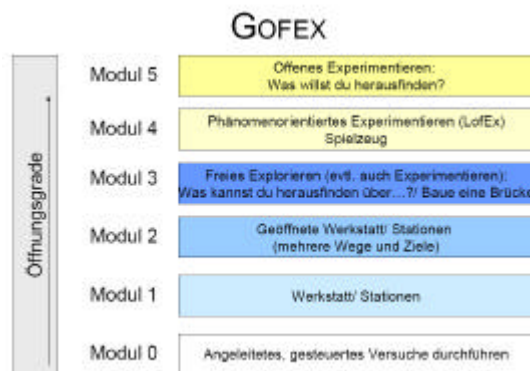 GOFEX
Öffnungsgrade
Modul 5
Offenes Experimentieren:
Was willst du herausfinden?
Modul 4
Phänomenorientiertes Experimentieren (LofEx)
Spielzeug
Modul 3
Freies Explorieren (evtl. auch Experimentieren):
Was kannst du herausfinden über…?/ Baue eine Brücke
Modul 2
Geöffnete Werkstatt/ Stationen
(mehrere Wege und Ziele)
Modul 1
Werkstatt/ Stationen
Modul 0
Angeleitetes, gesteuertes Versuche durchführen